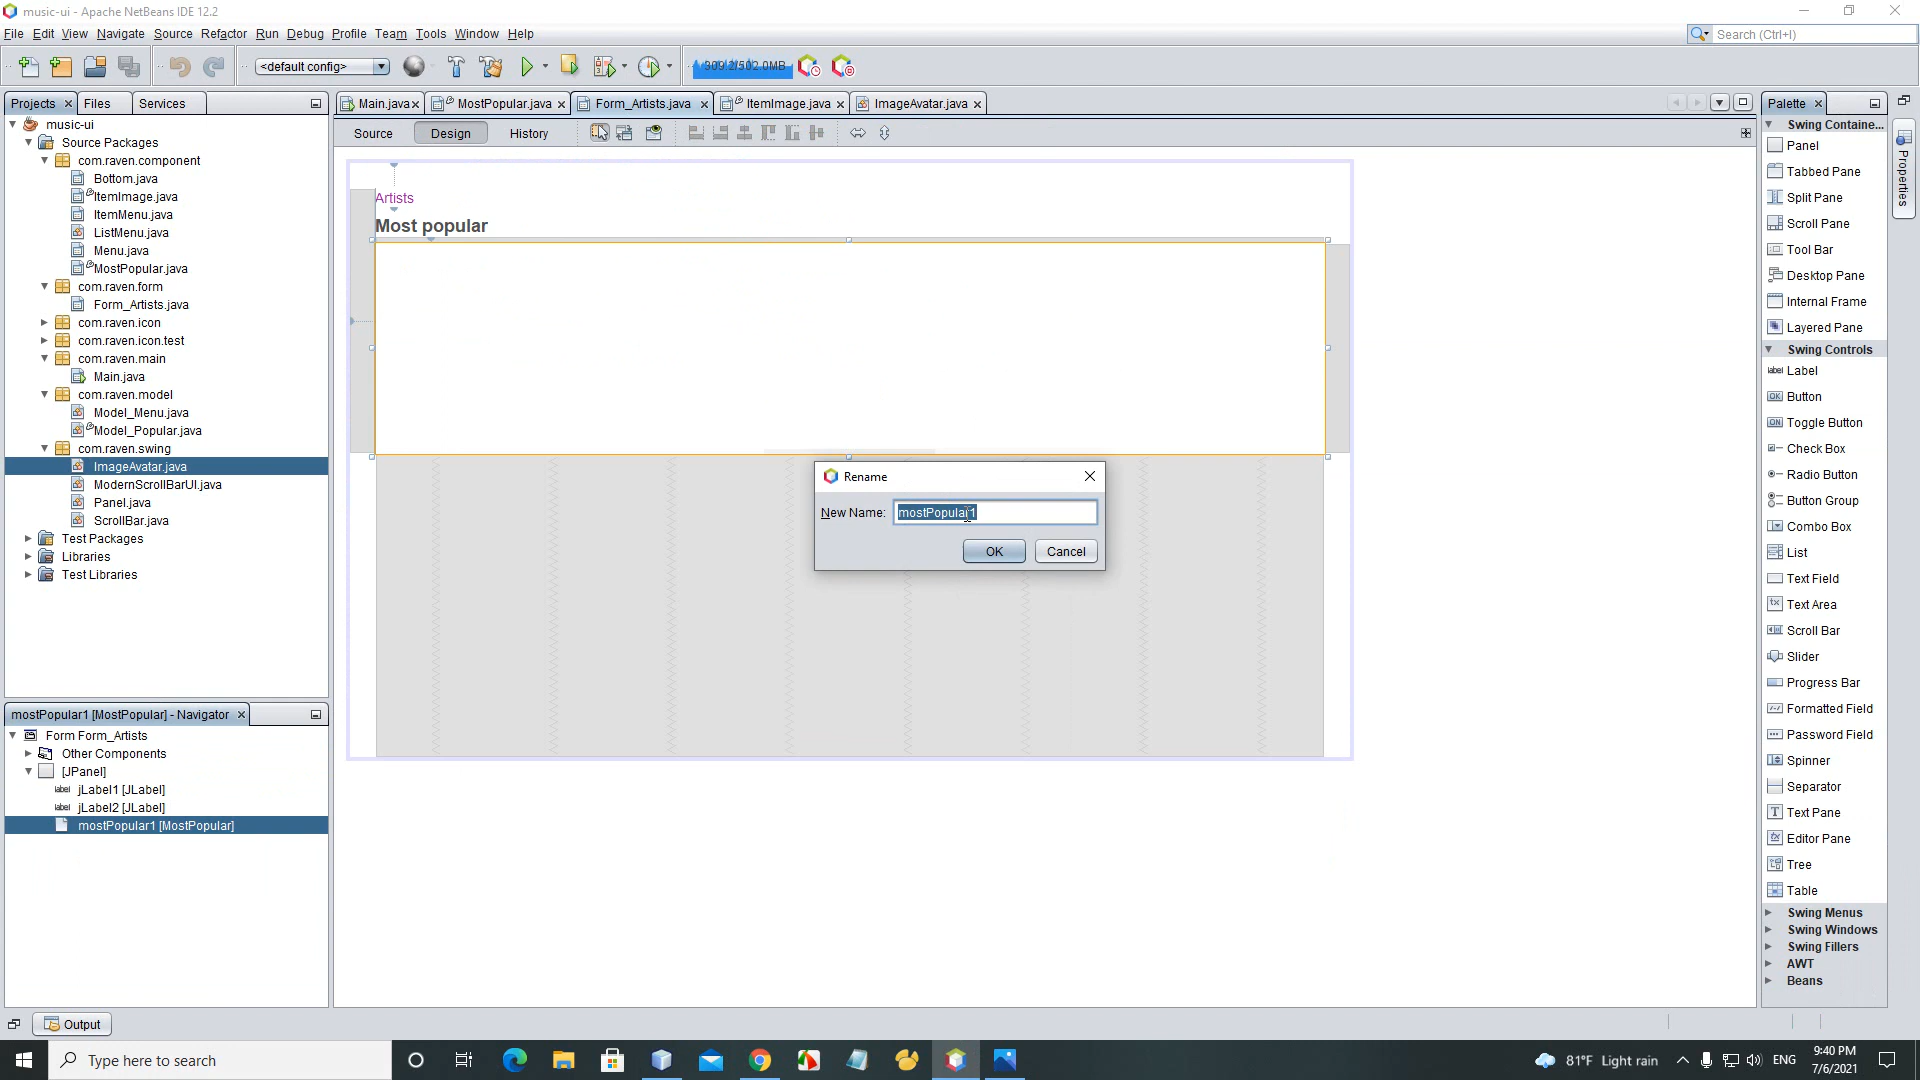 music-ui - Apache NetBeans IDE 12.2
File Edit View Navigate Source Refactor Run Debug Profile Team Tools Window Help
Search (Ctrl+I)
<default config>
309.2/502.0MB
Projects Files Services
Main.java MostPopular.java Form_Artists.java ItemImage.java ImageAvatar.java
Palette
Source Design History
music-ui
Source Packages
com.raven.component
Bottom.java
ItemImage.java
ItemMenu.java
ListMenu.java
Menu.java
MostPopular.java
com.raven.form
Form_Artists.java
com.raven.icon
com.raven.icon.test
com.raven.main
Main.java
com.raven.model
Model_Menu.java
Model_Popular.java
com.raven.swing
ImageAvatar.java
ModernScrollBarUI.java
Panel.java
ScrollBar.java
Test Packages
Libraries
Test Libraries
mostPopular1 [MostPopular] - Navigator
Form Form_Artists
Other Components
[JPanel]
label jLabel1 [JLabel]
label jLabel2 [JLabel]
mostPopular1 [MostPopular]
Artists
Most popular
Rename
New Name: mostPopular1
OK Cancel
Swing Containe...
Panel
Tabbed Pane
Split Pane
Scroll Pane
Tool Bar
Desktop Pane
Internal Frame
Layered Pane
Swing Controls
label Label
OK Button
ON Toggle Button
Check Box
Radio Button
Button Group
Combo Box
List
Text Field
Text Area
Scroll Bar
Slider
Progress Bar
Formatted Field
Password Field
Spinner
Separator
Text Pane
Editor Pane
Tree
Table
Swing Menus
Swing Windows
Swing Fillers
AWT
Beans
Properties
Output
Type here to search
81°F Light rain
ENG
9:40 PM
7/6/2021